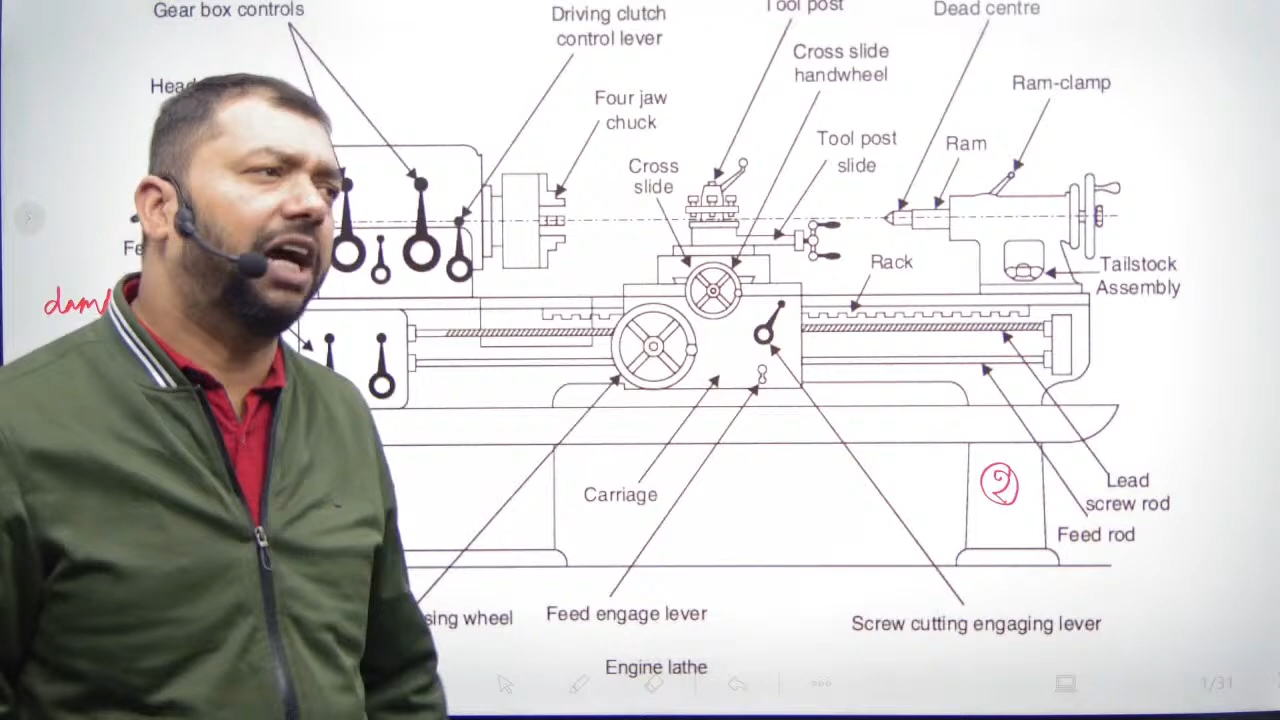 Gear box controls
Driving clutch
control lever
Tool post
Dead centre
Cross slide
handwheel
Ram-clamp
Four jaw
chuck
Tool post
slide
Ram
Cross
slide
Rack
Tailstock
Assembly
Lead
screw rod
Carriage
Feed rod
Feed engage lever
Screw cutting engaging lever
wheel
Engine lathe
1/31